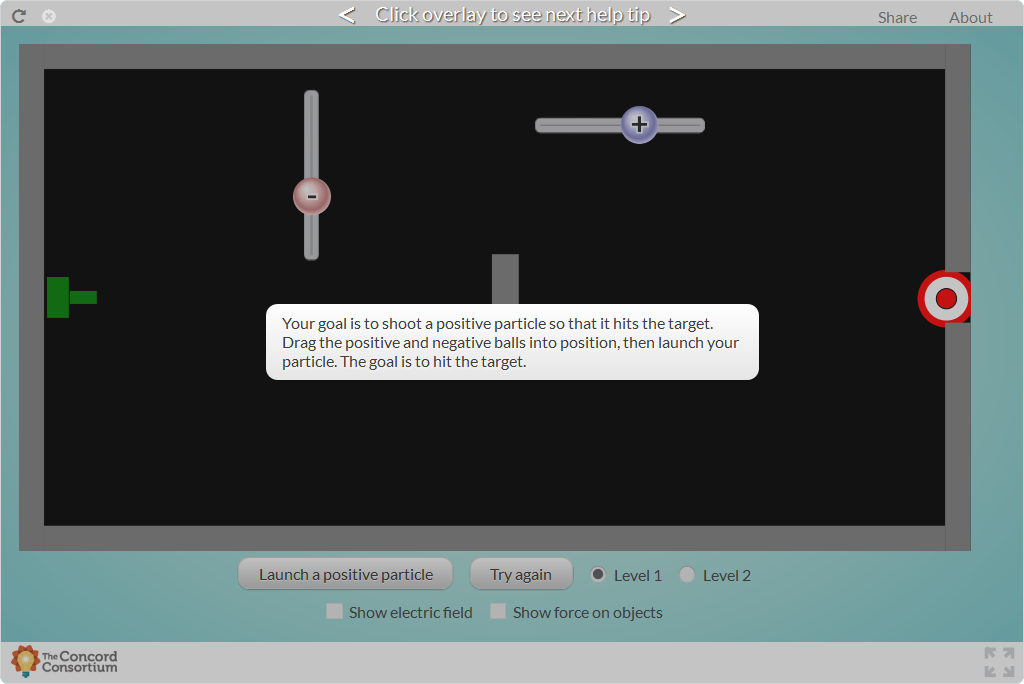 < Click overlay to see next help tip >
Share About
+
-
Your goal is to shoot a positive particle so that it hits the target.
Drag the positive and negative balls into position, then launch your
particle. The goal is to hit the target.
Launch a positive particle Try again Level 1 Level 2
Show electric field Show force on objects
The Concord
Consortium